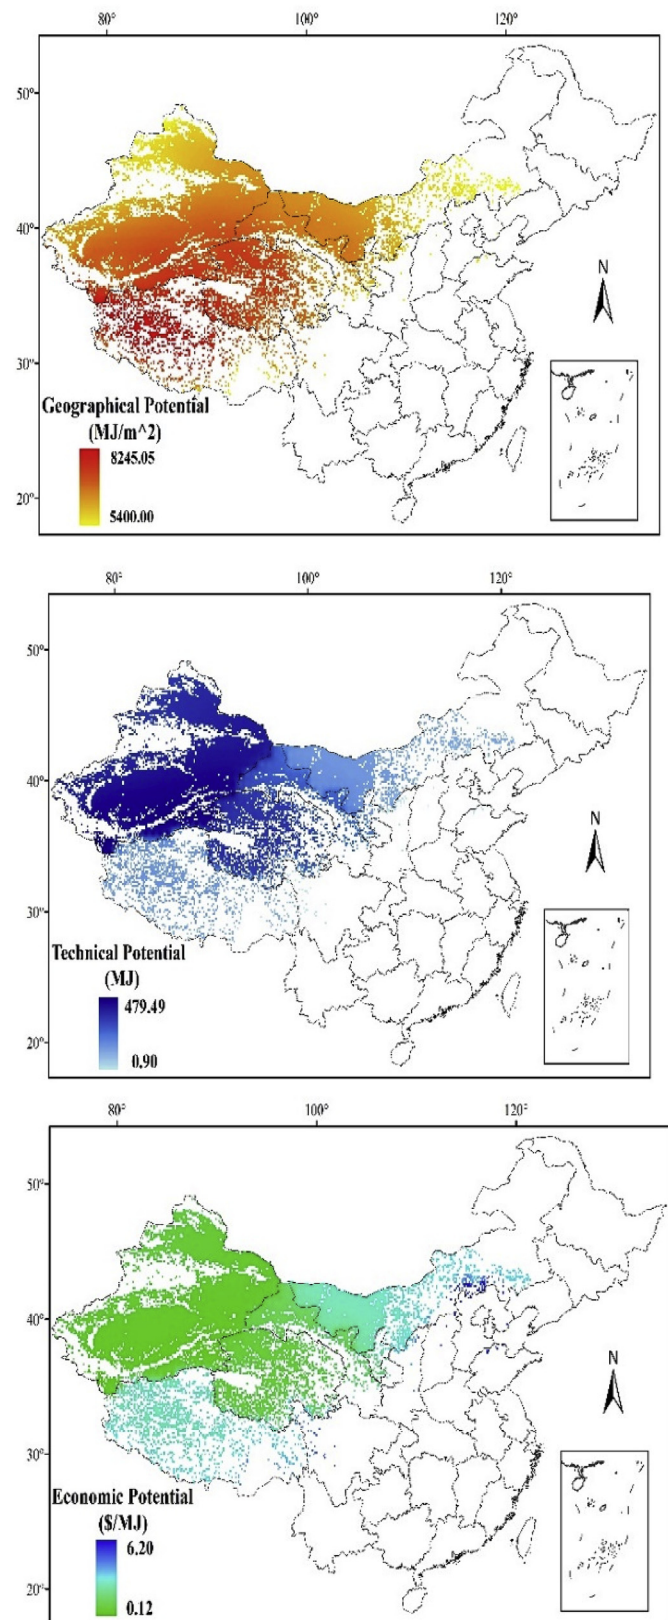 80° 100° 120°
50°
40°
N
30°
Geographical Potential
(MJ/m^2)
8245.05
5400.00
20°
80° 100° 120°
50°
40°
N
30°
Technical Potential
(MJ)
479.49
0.90
20°
80° 100° 120°
50°
40°
N
30°
Economic Potential
($/MJ)
6.20
0.12
20°